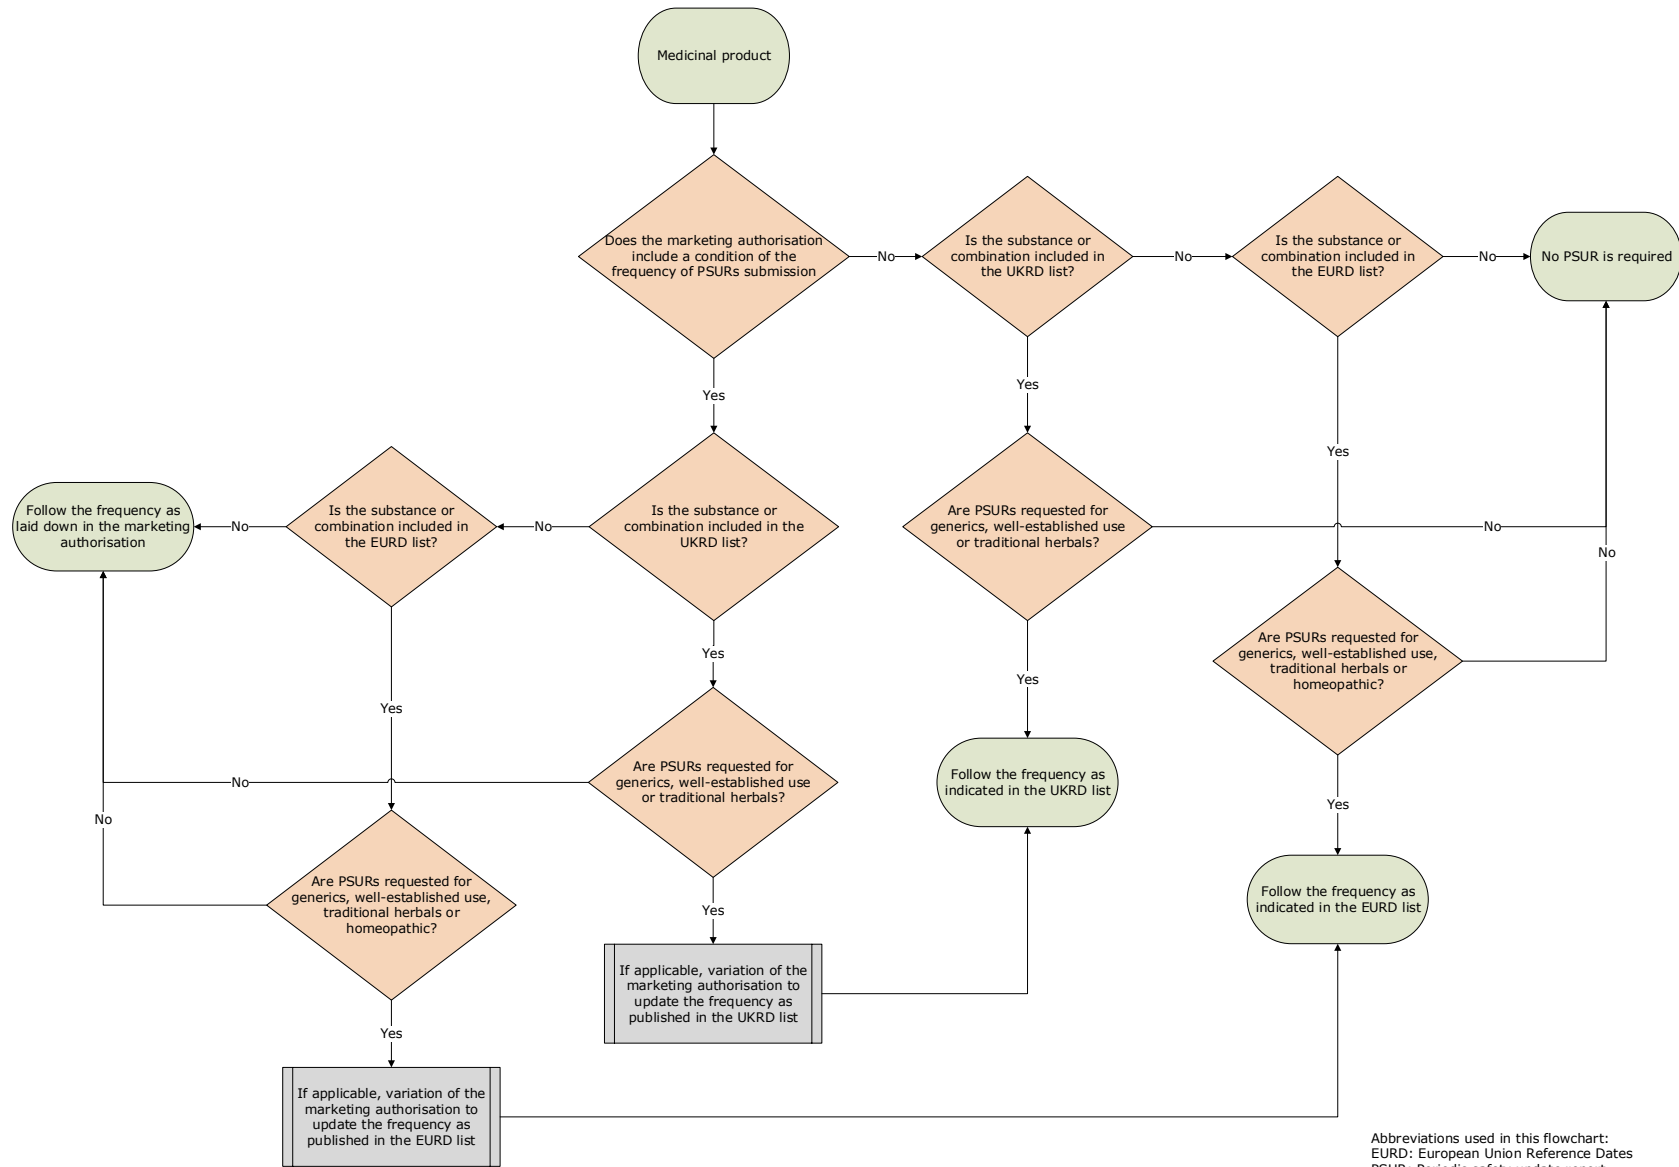 Medicinal product
Does the marketing authorisation
include a condition of the
frequency of PSURs submission
No
Is the substance or
combination included in
the UKRD list?
No
Is the substance or
combination included in
the EURD list?
No
No PSUR is required
Yes
Yes
Yes
Follow the frequency as
laid down in the marketing
authorisation
No
Is the substance or
combination included in
the EURD list?
No
Is the substance or
combination included in the
UKRD list?
Are PSURs requested for
generics, well-established use
or traditional herbals?
No
No
Yes
Yes
Yes
Are PSURs requested for
generics, well-established use,
traditional herbals or
homeopathic?
No
Are PSURs requested for
generics, well-established use
or traditional herbals?
Follow the frequency as
indicated in the UKRD list
Yes
No
Are PSURs requested for
generics, well-established use,
traditional herbals or
homeopathic?
Yes
Follow the frequency as
indicated in the EURD list
If applicable, variation of the
marketing authorisation to
update the frequency as
published in the UKRD list
Yes
If applicable, variation of the
marketing authorisation to
update the frequency as
published in the EURD list
Abbreviations used in this flowchart:
EURD: European Union Reference Dates
PSUR: Periodic safety update report